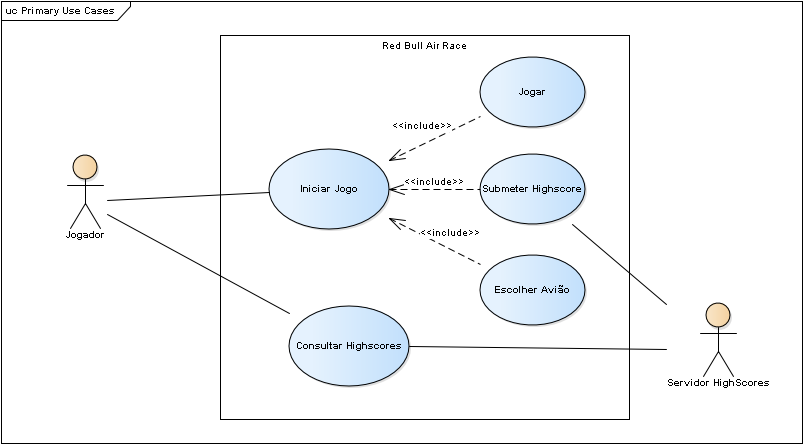 uc Primary Use Cases
Red Bull Air Race
Jogar
<<include>>
Iniciar Jogo
<<include>>
Submeter Highscore
<<include>>
Jogador
Escolher Avião
Consultar Highscores
Servidor HighScores